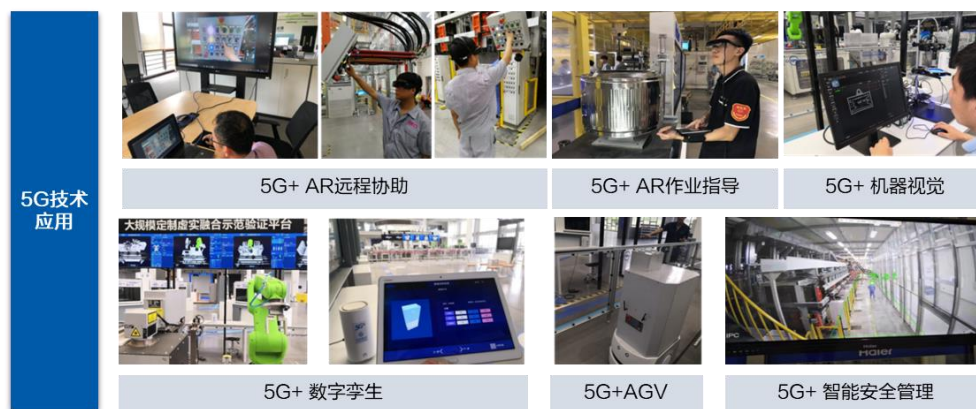 5G技术
应用
5G+ AR远程协助
5G+ AR作业指导
5G+ 机器视觉
大规模定制虚实融合示范验证平台
5G+ 数字孪生
5G+AGV
IPC
Haier
5G+ 智能安全管理